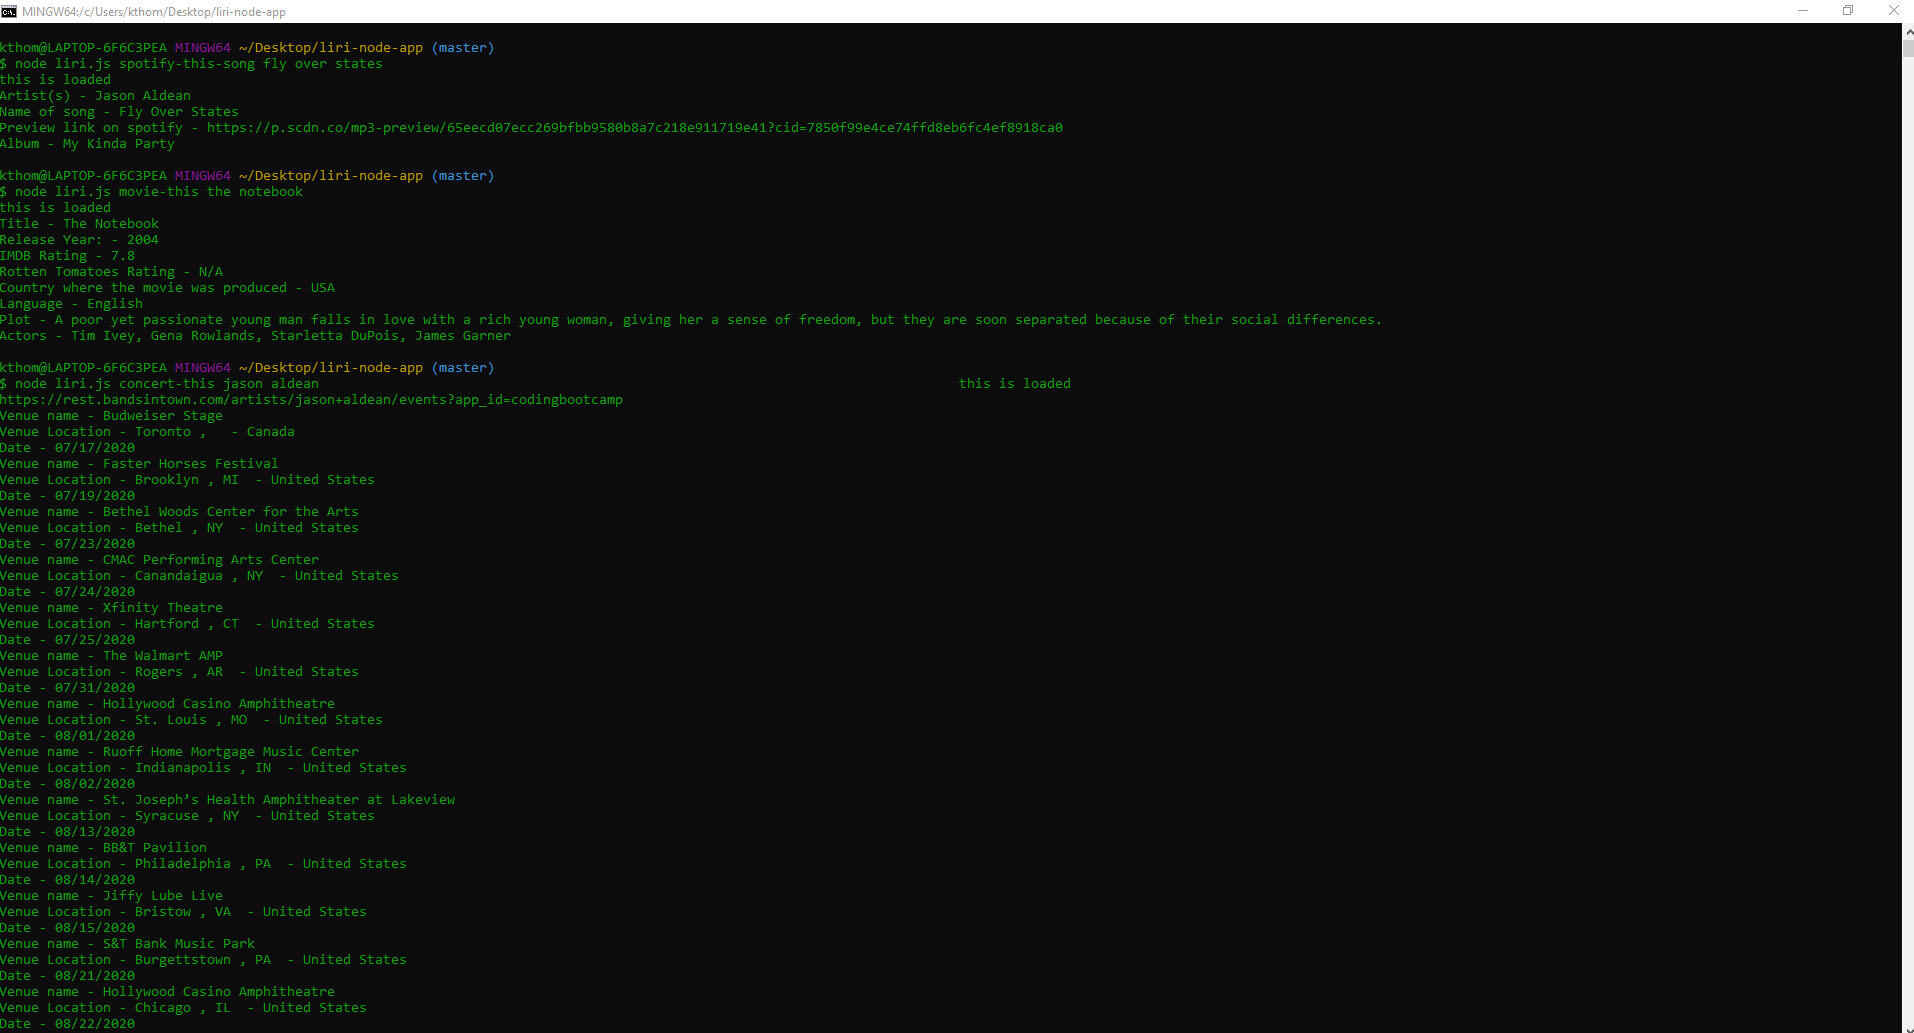 MINGW64:/c/Users/kthom/Desktop/liri-node-app
kthom@LAPTOP-6F6C3PEA MINGW64 ~/Desktop/liri-node-app (master)
$ node liri.js spotify-this-song fly over states
this is loaded
Artist(s) - Jason Aldean
Name of song - Fly Over States
Preview link on spotify - https://p.scdn.co/mp3-preview/65eecd07ecc269bfbb9580b8a7c218e911719e41?cid=7850f99e4ce74ffd8eb6fc4ef8918ca0
Album - My Kinda Party
kthom@LAPTOP-6F6C3PEA MINGW64 ~/Desktop/liri-node-app (master)
$ node liri.js movie-this the notebook
this is loaded
Title - The Notebook
Release Year: - 2004
IMDB Rating - 7.8
Rotten Tomatoes Rating - N/A
Country where the movie was produced - USA
Language - English
Plot - A poor yet passionate young man falls in love with a rich young woman, giving her a sense of freedom, but they are soon separated because of their social differences.
Actors - Tim Ivey, Gena Rowlands, Starletta DuPois, James Garner
kthom@LAPTOP-6F6C3PEA MINGW64 ~/Desktop/liri-node-app (master)
$ node liri.js concert-this jason aldean this is loaded
https://rest.bandsintown.com/artists/jason+aldean/events?app_id=codingbootcamp
Venue name - Budweiser Stage
Venue Location - Toronto ,   - Canada
Date - 07/17/2020
Venue name - Faster Horses Festival
Venue Location - Brooklyn , MI  - United States
Date - 07/19/2020
Venue name - Bethel Woods Center for the Arts
Venue Location - Bethel , NY  - United States
Date - 07/23/2020
Venue name - CMAC Performing Arts Center
Venue Location - Canandaigua , NY  - United States
Date - 07/24/2020
Venue name - Xfinity Theatre
Venue Location - Hartford , CT  - United States
Date - 07/25/2020
Venue name - The Walmart AMP
Venue Location - Rogers , AR  - United States
Date - 07/31/2020
Venue name - Hollywood Casino Amphitheatre
Venue Location - St. Louis , MO  - United States
Date - 08/01/2020
Venue name - Ruoff Home Mortgage Music Center
Venue Location - Indianapolis , IN  - United States
Date - 08/02/2020
Venue name - St. Joseph’s Health Amphitheater at Lakeview
Venue Location - Syracuse , NY  - United States
Date - 08/13/2020
Venue name - BB&T Pavilion
Venue Location - Philadelphia , PA  - United States
Date - 08/14/2020
Venue name - Jiffy Lube Live
Venue Location - Bristow , VA  - United States
Date - 08/15/2020
Venue name - S&T Bank Music Park
Venue Location - Burgettstown , PA  - United States
Date - 08/21/2020
Venue name - Hollywood Casino Amphitheatre
Venue Location - Chicago , IL  - United States
Date - 08/22/2020